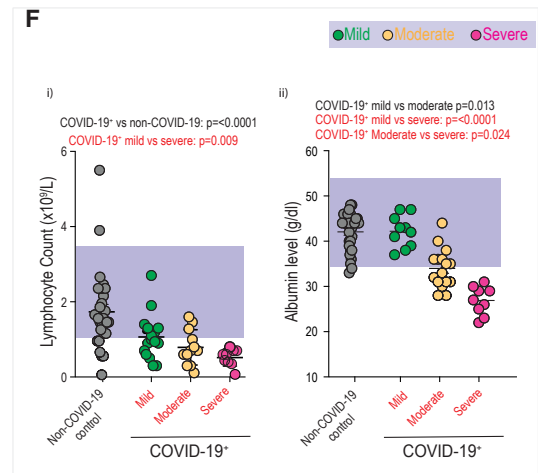 F
Mild Moderate Severe
i)
COVID-19⁺ vs non-COVID-19: p=<0.0001
COVID-19⁺ mild vs severe: p=0.009
Lymphocyte Count (x10⁹/L)
6
4
2
0
Non-COVID-19
control
Mild
Moderate
Severe
COVID-19⁺
ii)
COVID-19⁺ mild vs moderate p=0.013
COVID-19⁺ mild vs severe: p=<0.0001
COVID-19⁺ Moderate vs severe: p=0.024
Albumin level (g/dl)
60
50
40
30
20
10
Non-COVID-19
control
Mild
Moderate
Severe
COVID-19⁺